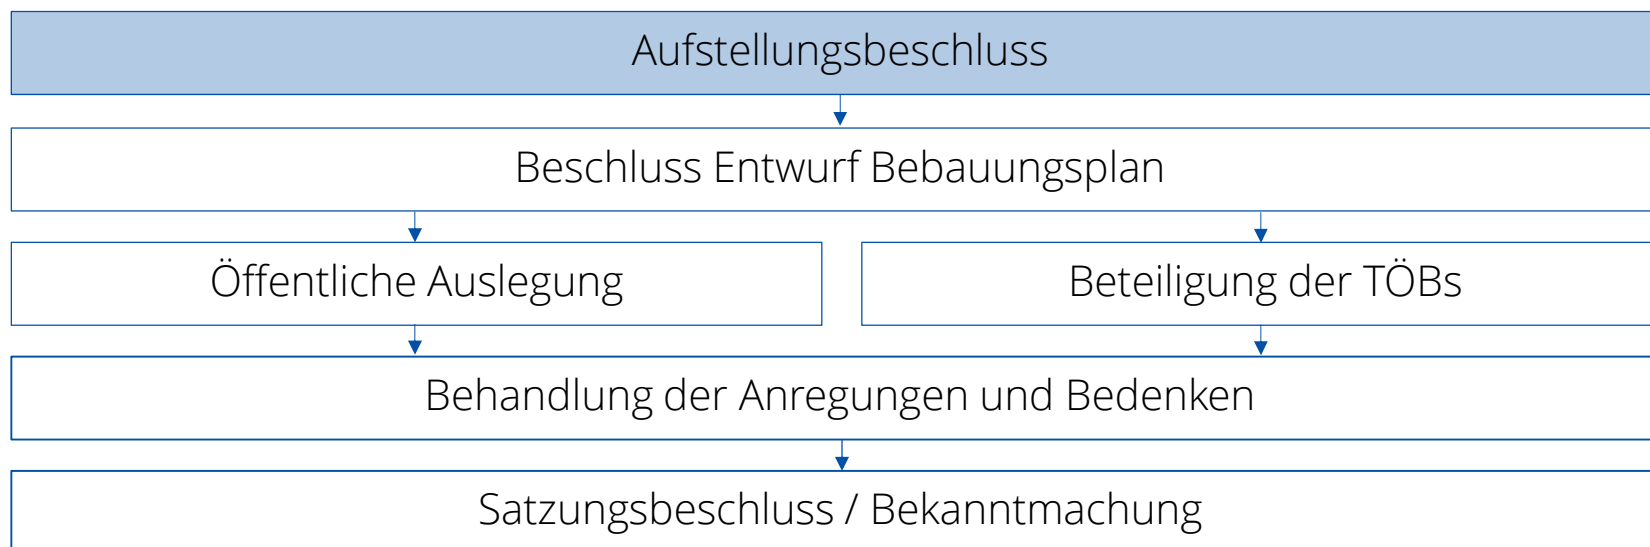 Aufstellungsbeschluss
Beschluss Entwurf Bebauungsplan
Öffentliche Auslegung
Beteiligung der TÖBs
Behandlung der Anregungen und Bedenken
Satzungsbeschluss / Bekanntmachung